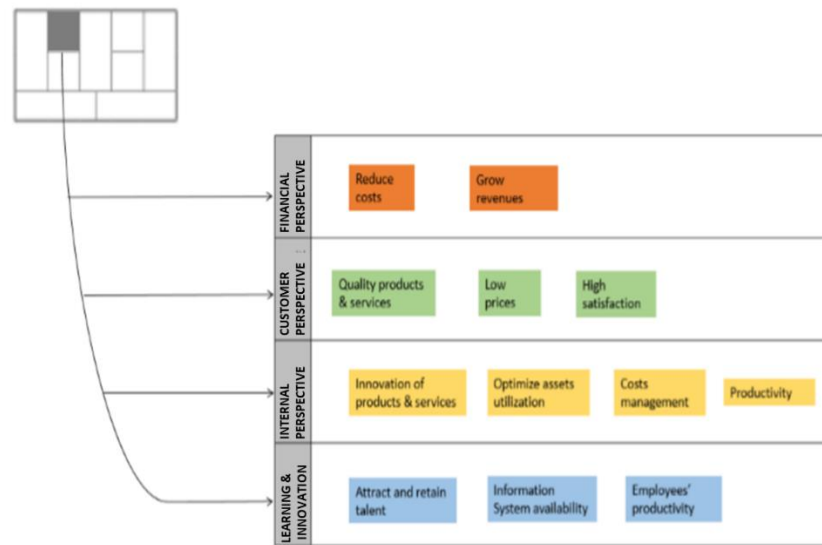 FINANCIAL
PERSPECTIVE
Reduce
costs
Grow
revenues
CUSTOMER
PERSPECTIVE
Quality products
& services
Low
prices
High
satisfaction
INTERNAL
PERSPECTIVE
Innovation of
products & services
Optimize assets
utilization
Costs
management
Productivity
LEARNING &
INNOVATION
Attract and retain
talent
Information
System availability
Employees'
productivity